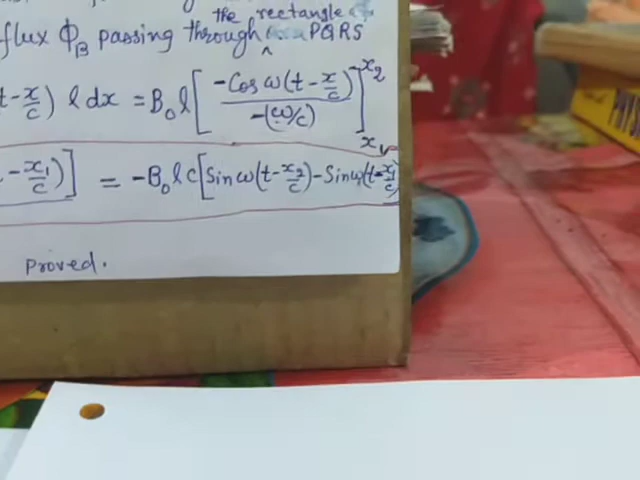 the rectangle
flux Φ_B passing through ^ PQRS
t - x/c) l dx = B₀l [ -Cos ω(t - x/c) / -(ω/c) ]_{x₁}^{x₂}
- x₁/c)] = -B₀lc [Sin ω(t - x₂/c) - Sin ω(t - x₁/c)
Proved.